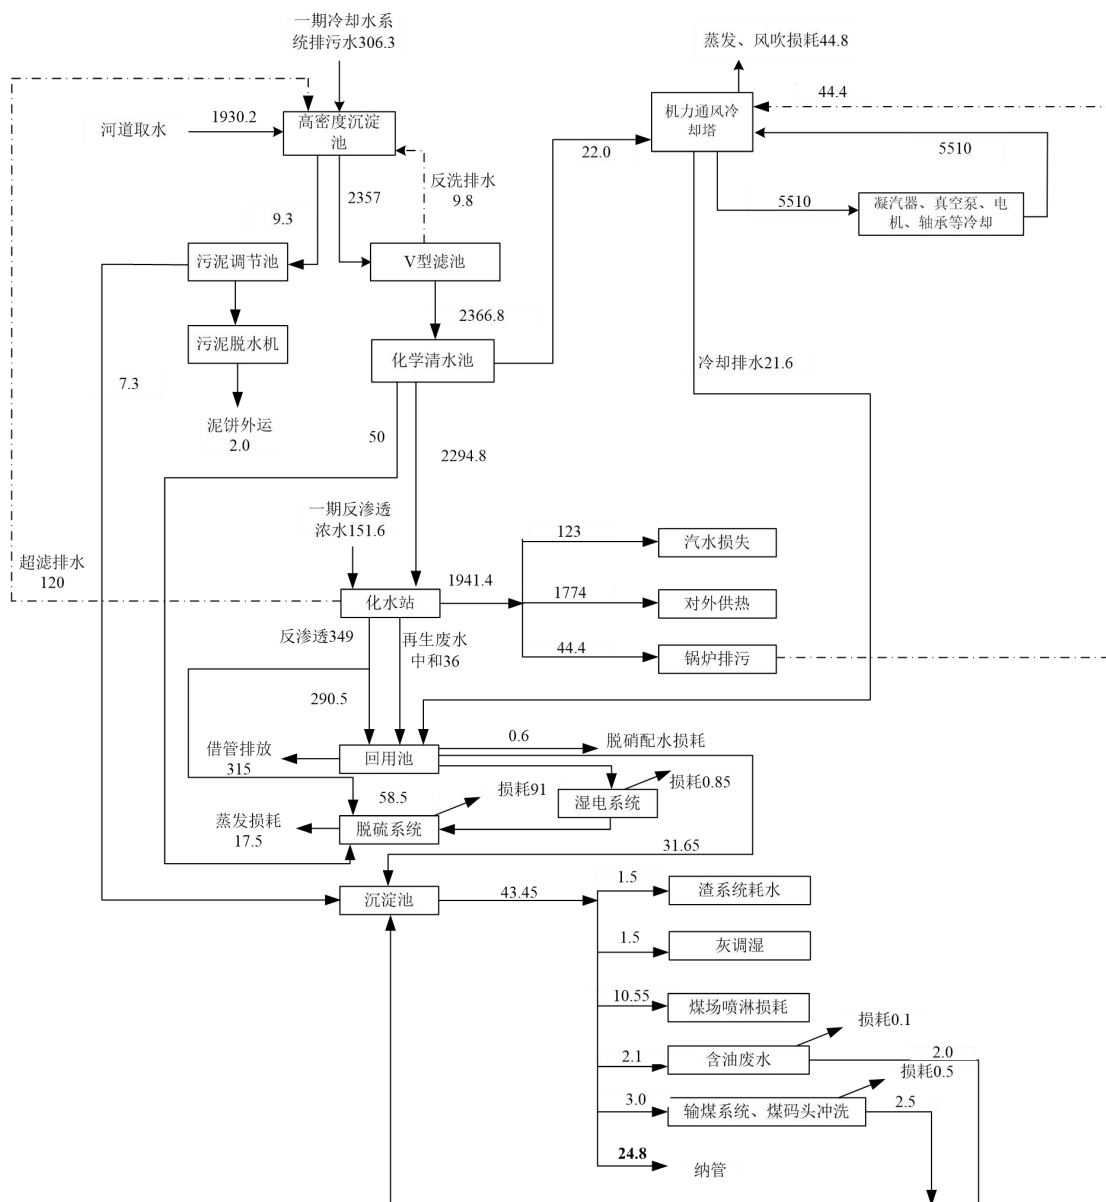 一期冷却水系
统排污水306.3
蒸发、风吹损耗44.8
44.4
机力通风冷
却塔
1930.2
河道取水
高密度沉淀
池
22.0
5510
反洗排水
9.8
2357
9.3
5510
凝汽器、真空泵、电
机、轴承等冷却
污泥调节池
V型滤池
2366.8
污泥脱水机
化学清水池
冷却排水21.6
7.3
泥饼外运
2.0
50
2294.8
一期反渗透
浓水151.6
123
汽水损失
超滤排水
120
1941.4
化水站
1774
对外供热
反渗透349
再生废水
中和36
44.4
锅炉排污
290.5
0.6
脱硝配水损耗
借管排放
315
回用池
损耗91
损耗0.85
58.5
湿电系统
蒸发损耗
17.5
脱硫系统
31.65
沉淀池
43.45
1.5
渣系统耗水
1.5
灰调湿
10.55
煤场喷淋损耗
损耗0.1
2.1
含油废水
2.0
损耗0.5
3.0
输煤系统、煤码头冲洗
2.5
24.8
纳管